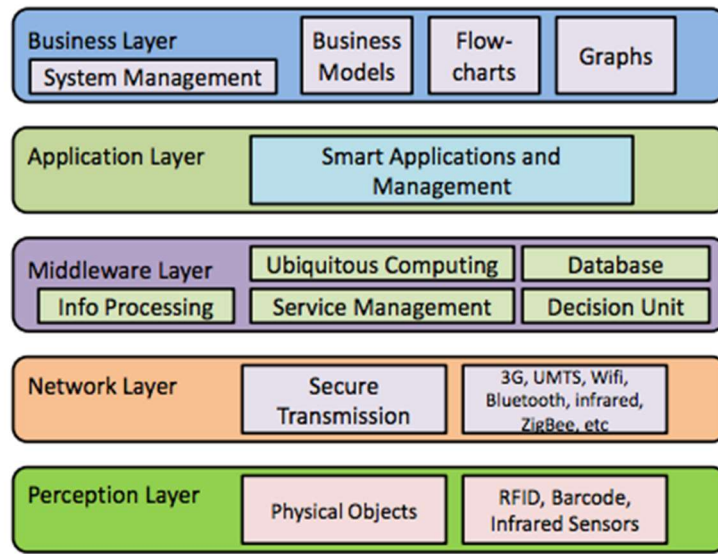 Business Layer
System Management
Business
Models
Flow-
charts
Graphs
Application Layer
Smart Applications and
Management
Middleware Layer
Ubiquitous Computing
Database
Info Processing
Service Management
Decision Unit
Network Layer
Secure
Transmission
3G, UMTS, Wifi,
Bluetooth, infrared,
ZigBee, etc
Perception Layer
Physical Objects
RFID, Barcode,
Infrared Sensors